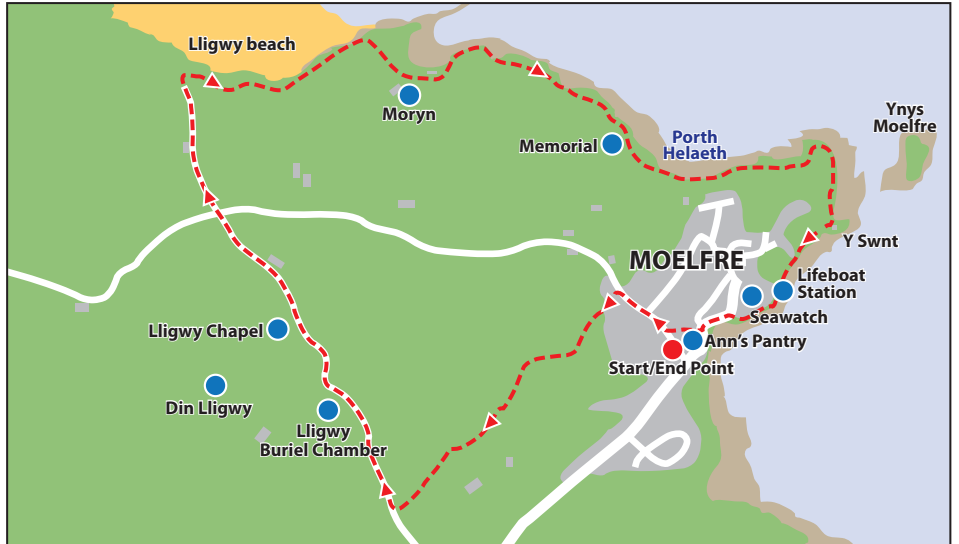 Lligwy beach
Moryn
Memorial
Porth
Helaeth
Ynys
Moelfre
Y Swnt
MOELFRE
Lifeboat
Station
Seawatch
Ann's Pantry
Start/End Point
Lligwy Chapel
Din Lligwy
Lligwy
Buriel Chamber